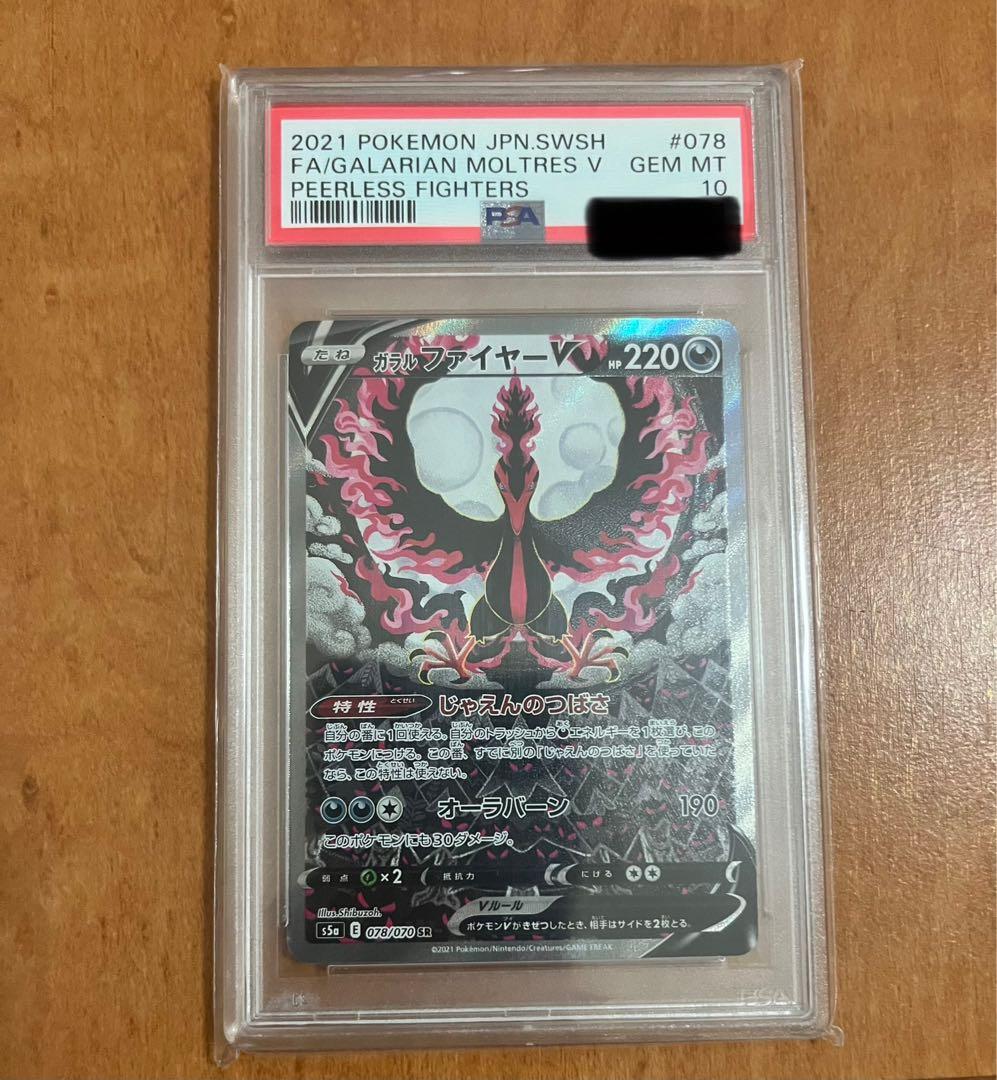 2021 POKEMON JPN.SWSH #078
FA/GALARIAN MOLTRES V GEM MT
PEERLESS FIGHTERS 10
PSA
たね ガラル ファイヤーV HP 220
特性 とくせい じゃえんのつばさ
自分の番に1回使える。自分のトラッシュからエネルギーを1枚選び、この
ポケモンにつける。この番、すでに別の「じゃえんのつばさ」を使っていた
なら、この特性は使えない。
オーラバーン 190
このポケモンにも30ダメージ。
弱点 ×2 抵抗力 にげる
Vルール
Illus.Shibuzoh.
ポケモンVがきぜつしたとき、相手はサイドを2枚とる。
s5a E 078/070 SR
©2021 Pokémon/Nintendo/Creatures/GAME FREAK
PSA